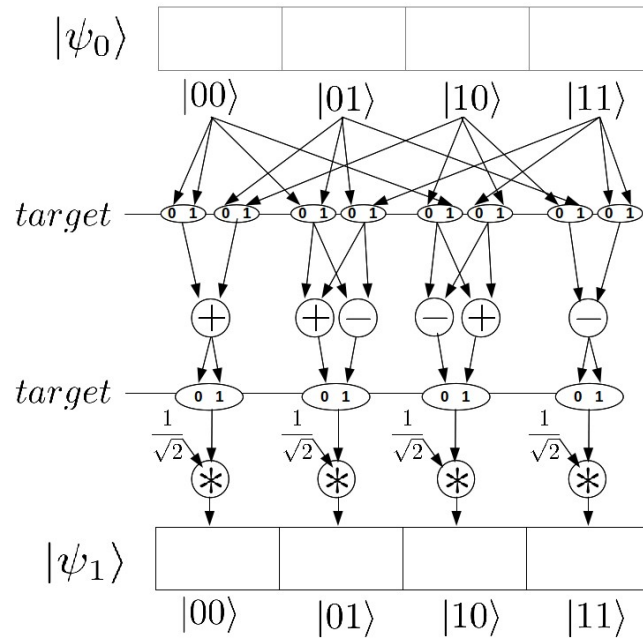 |ψ₀⟩
|00⟩ |01⟩ |10⟩ |11⟩
target 0 1 0 1 0 1 0 1 0 1 0 1 0 1 0 1
+ + − − + −
target 0 1 0 1 0 1 0 1
1/√2 1/√2 1/√2 1/√2
* * * *
|ψ₁⟩
|00⟩ |01⟩ |10⟩ |11⟩